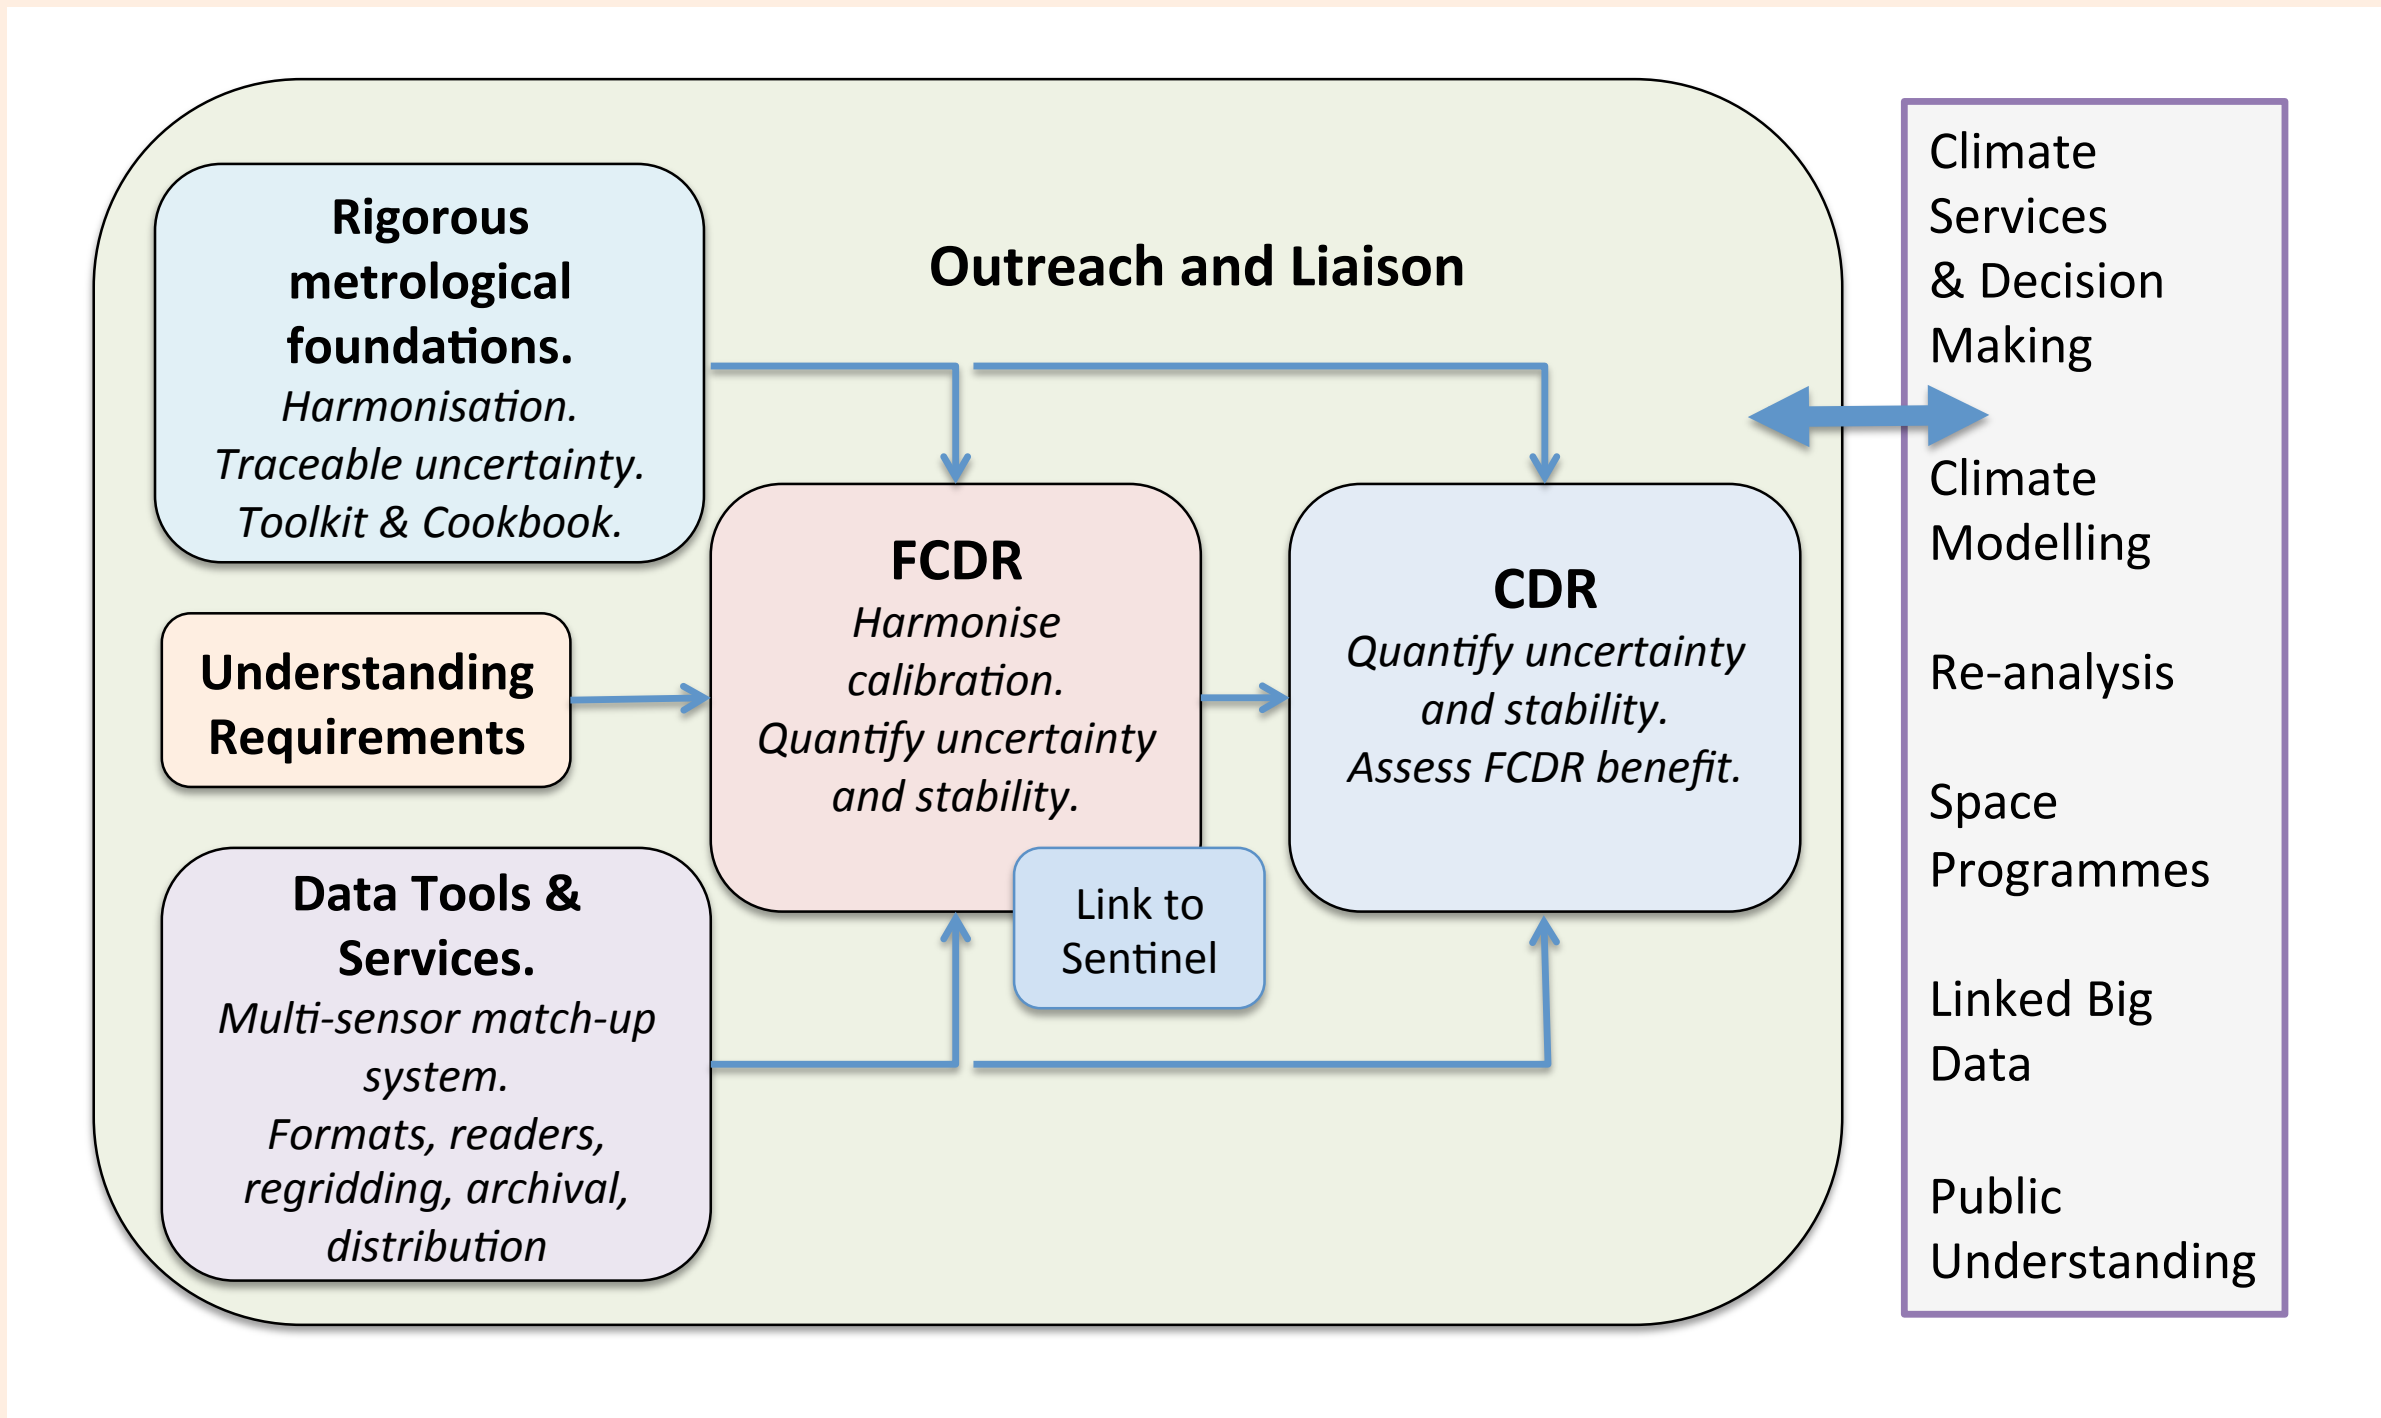 Rigorous
metrological
foundations.
Harmonisation.
Traceable uncertainty.
Toolkit & Cookbook.
Outreach and Liaison
Understanding
Requirements
Data Tools &
Services.
Multi-sensor match-up
system.
Formats, readers,
regridding, archival,
distribution
FCDR
Harmonise
calibration.
Quantify uncertainty
and stability.
Link to
Sentinel
CDR
Quantify uncertainty
and stability.
Assess FCDR benefit.
Climate
Services
& Decision
Making
Climate
Modelling
Re-analysis
Space
Programmes
Linked Big
Data
Public
Understanding